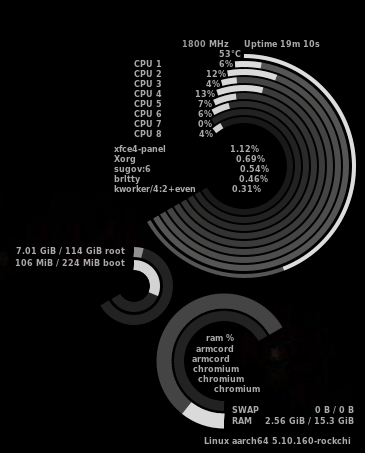 1800 MHz Uptime 19m 10s
53°C
CPU 1 6%
CPU 2 12%
CPU 3 4%
CPU 4 13%
CPU 5 7%
CPU 6 6%
CPU 7 0%
CPU 8 4%
xfce4-panel 1.12%
Xorg 0.69%
sugov:6 0.54%
brltty 0.46%
kworker/4:2+even 0.31%
7.01 GiB / 114 GiB root
106 MiB / 224 MiB boot
ram %
armcord
armcord
chromium
chromium
chromium
SWAP 0 B / 0 B
RAM 2.56 GiB / 15.3 GiB
Linux aarch64 5.10.160-rockchi